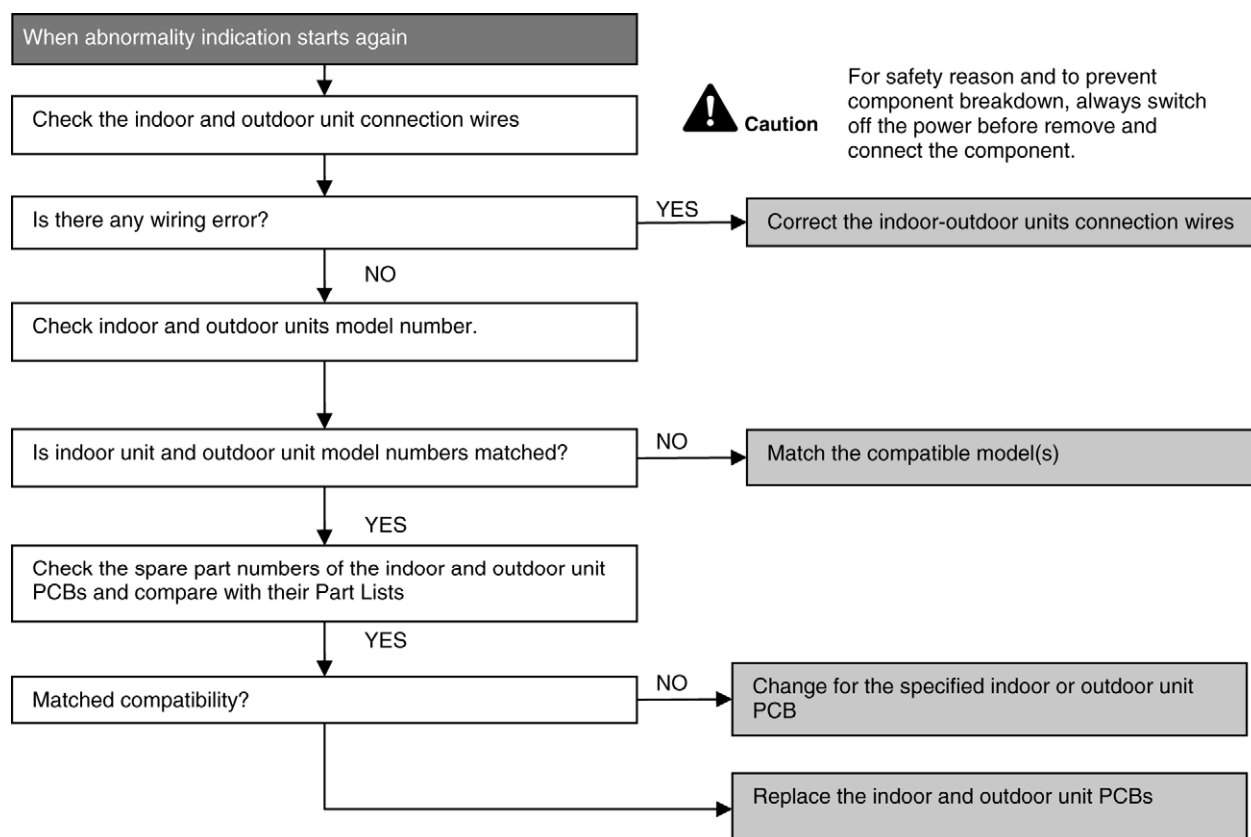 When abnormality indication starts again
Check the indoor and outdoor unit connection wires
Caution
For safety reason and to prevent
component breakdown, always switch
off the power before remove and
connect the component.
Is there any wiring error?
YES
Correct the indoor-outdoor units connection wires
NO
Check indoor and outdoor units model number.
Is indoor unit and outdoor unit model numbers matched?
NO
Match the compatible model(s)
YES
Check the spare part numbers of the indoor and outdoor unit
PCBs and compare with their Part Lists
YES
Matched compatibility?
NO
Change for the specified indoor or outdoor unit
PCB
Replace the indoor and outdoor unit PCBs